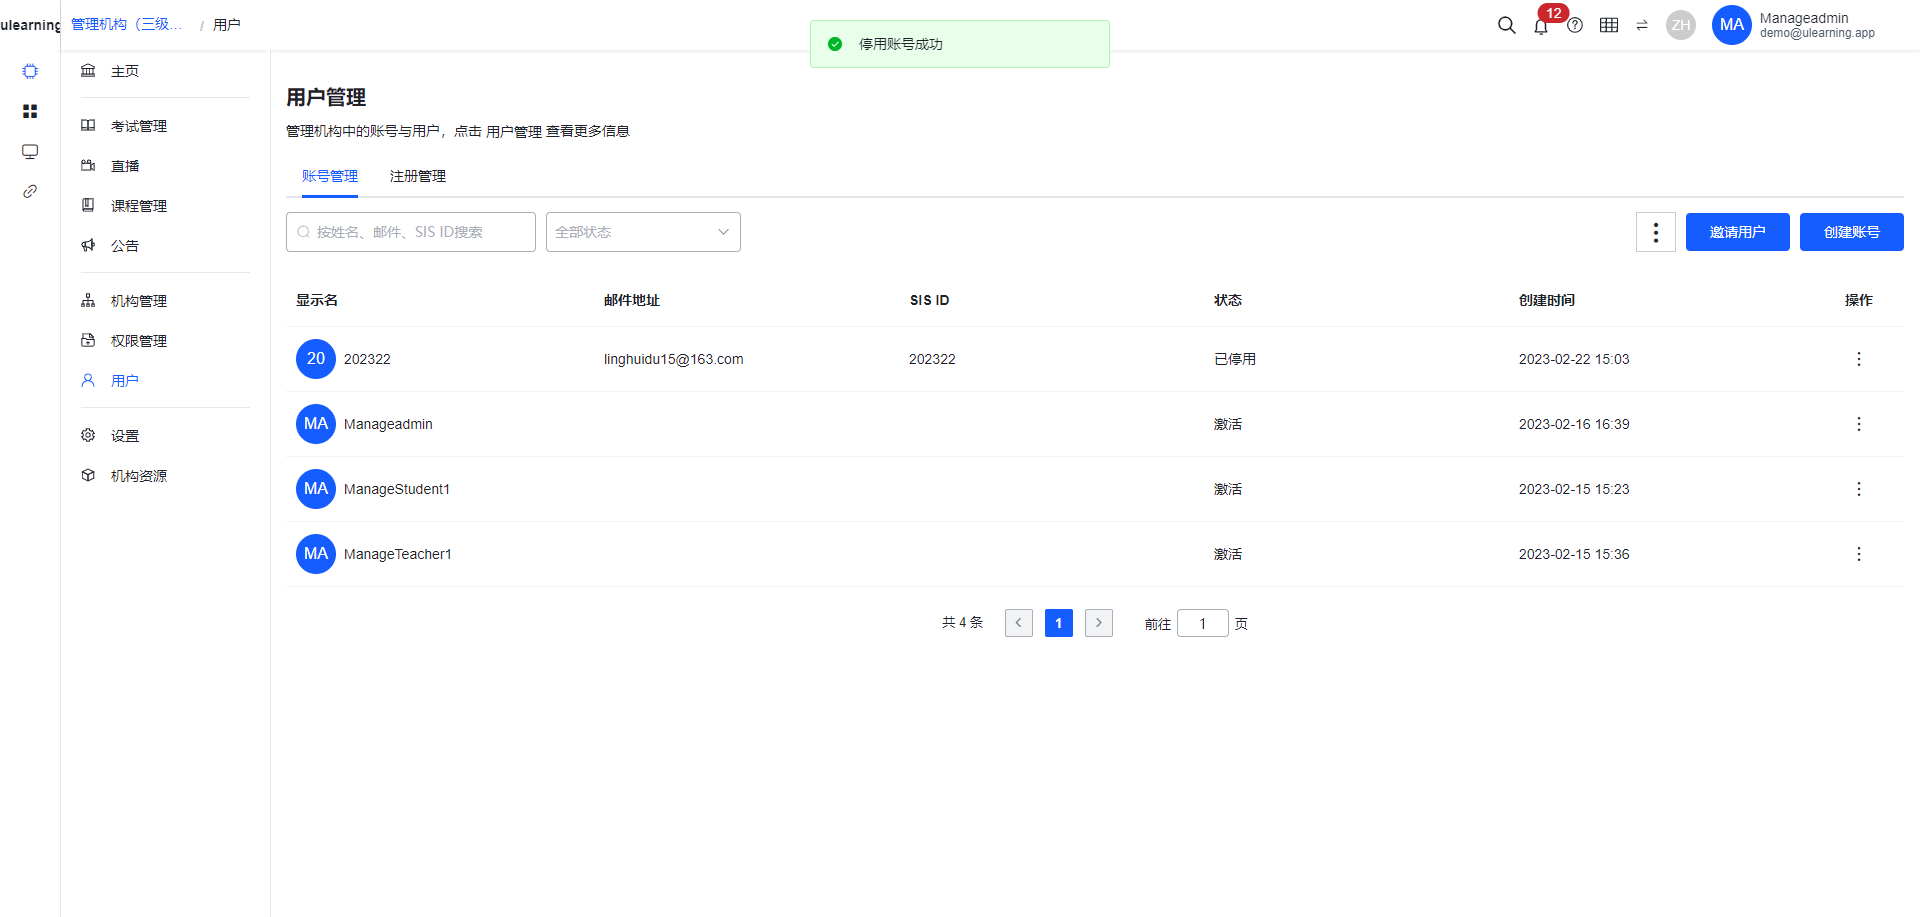 ulearning
管理机构（三级... / 用户
停用账号成功
12
ZH
MA
Manageadmin
demo@ulearning.app
主页
考试管理
直播
课程管理
公告
机构管理
权限管理
用户
设置
机构资源
用户管理
管理机构中的账号与用户，点击 用户管理 查看更多信息
账号管理 注册管理
按姓名、邮件、SIS ID搜索 全部状态 邀请用户 创建账号
显示名 邮件地址 SIS ID 状态 创建时间 操作
20 202322 linghuidu15@163.com 202322 已停用 2023-02-22 15:03
MA Manageadmin 激活 2023-02-16 16:39
MA ManageStudent1 激活 2023-02-15 15:23
MA ManageTeacher1 激活 2023-02-15 15:36
共 4 条 1 前往 1 页